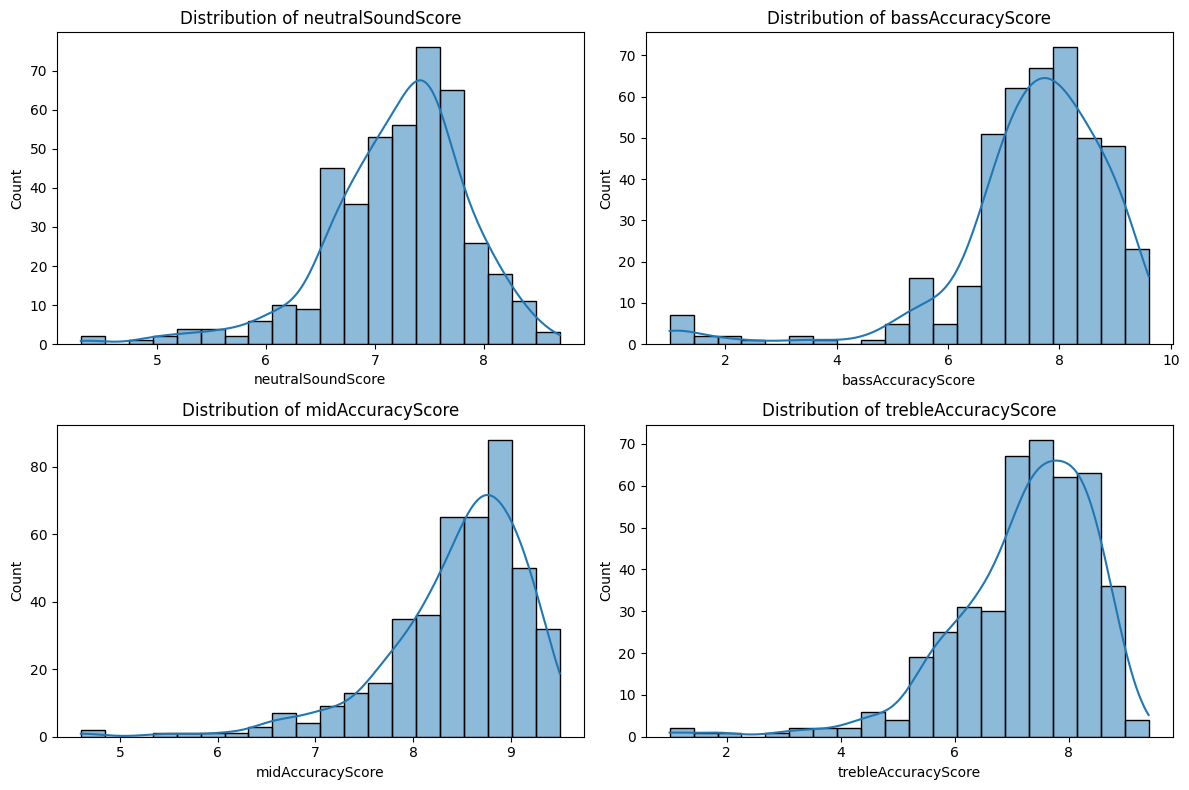 Distribution of neutralSoundScore
Count
70
60
50
40
30
20
10
0
5 6 7 8
neutralSoundScore
Distribution of bassAccuracyScore
Count
70
60
50
40
30
20
10
0
2 4 6 8 10
bassAccuracyScore
Distribution of midAccuracyScore
Count
80
60
40
20
0
5 6 7 8 9
midAccuracyScore
Distribution of trebleAccuracyScore
Count
70
60
50
40
30
20
10
0
2 4 6 8
trebleAccuracyScore